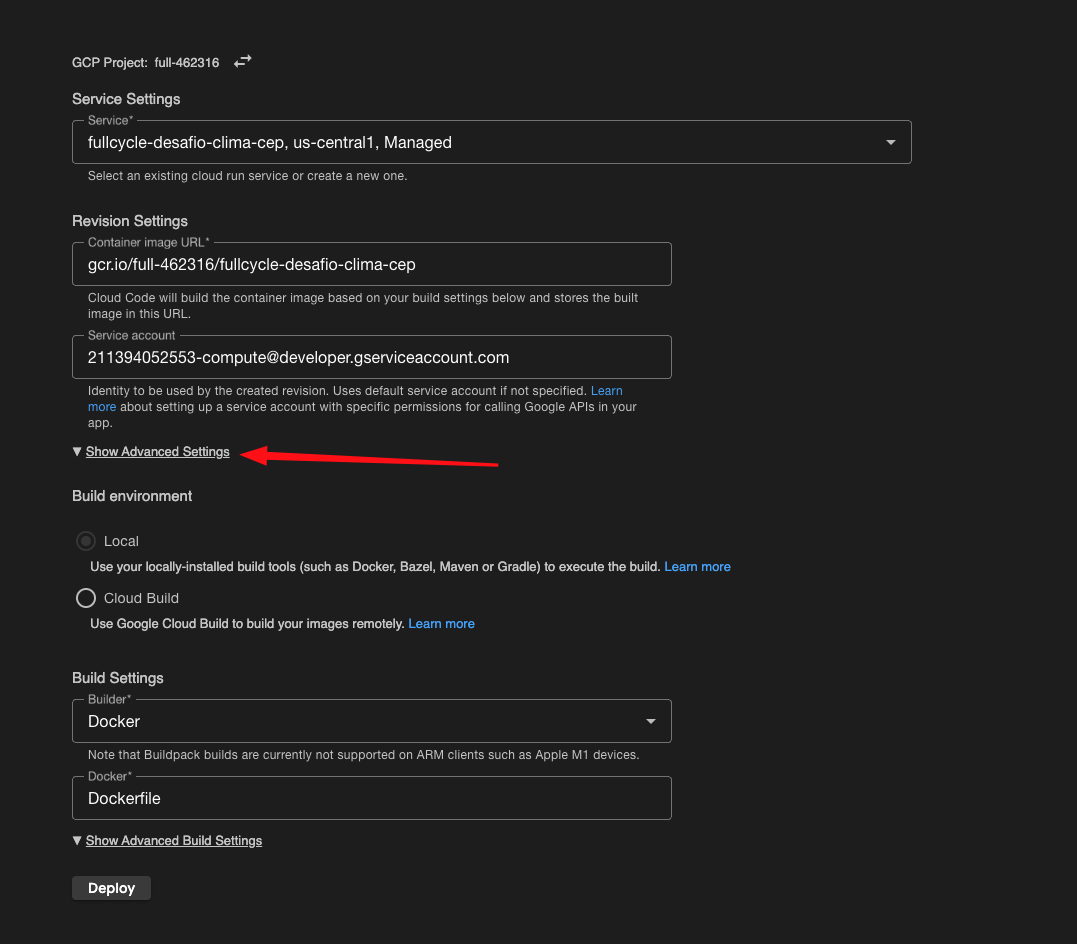 GCP Project: full-462316
Service Settings
Service*
fullcycle-desafio-clima-cep, us-central1, Managed
Select an existing cloud run service or create a new one.
Revision Settings
Container image URL*
gcr.io/full-462316/fullcycle-desafio-clima-cep
Cloud Code will build the container image based on your build settings below and stores the built
image in this URL.
Service account
211394052553-compute@developer.gserviceaccount.com
Identity to be used by the created revision. Uses default service account if not specified. Learn
more about setting up a service account with specific permissions for calling Google APIs in your
app.
▼ Show Advanced Settings
Build environment
Local
Use your locally-installed build tools (such as Docker, Bazel, Maven or Gradle) to execute the build. Learn more
Cloud Build
Use Google Cloud Build to build your images remotely. Learn more
Build Settings
Builder*
Docker
Note that Buildpack builds are currently not supported on ARM clients such as Apple M1 devices.
Docker*
Dockerfile
▼ Show Advanced Build Settings
Deploy